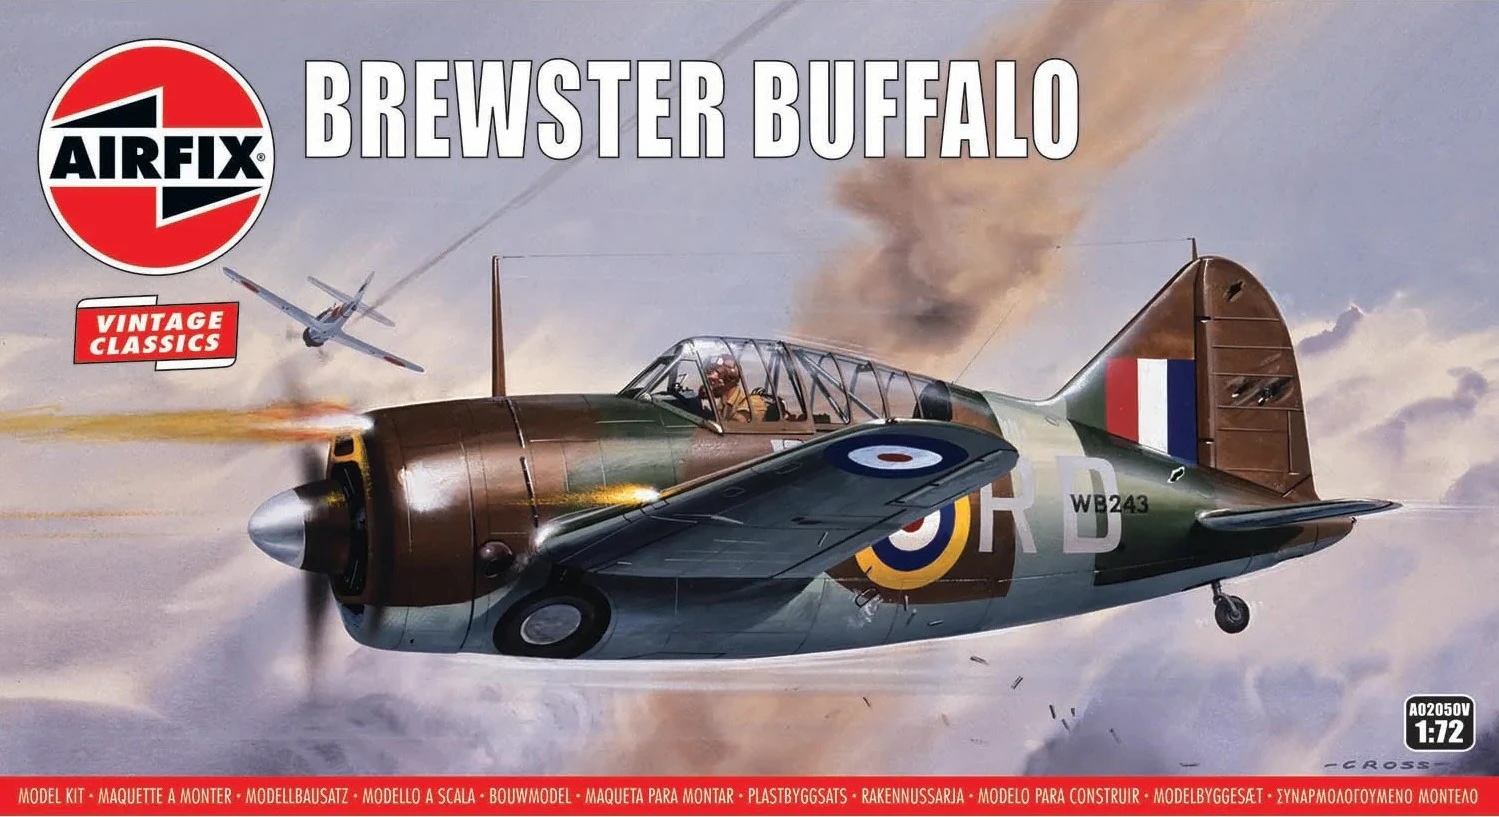 BREWSTER BUFFALO
AIRFIX®
VINTAGE
CLASSICS
RD
WB243
A02050V
1:72
CROSS
MODEL KIT • MAQUETTE A MONTER • MODELLBAUSATZ • MODELLO A SCALA • BOUWMODEL • MAQUETA PARA MONTAR • PLASTBYGGSATS • RAKENNUSSARJA • MODELO PARA CONSTRUIR • MODELBYGGESÆT • ΣΥΝΑΡΜΟΛΟΓΟΥΜΕΝΟ ΜΟΝΤΕΛΟ